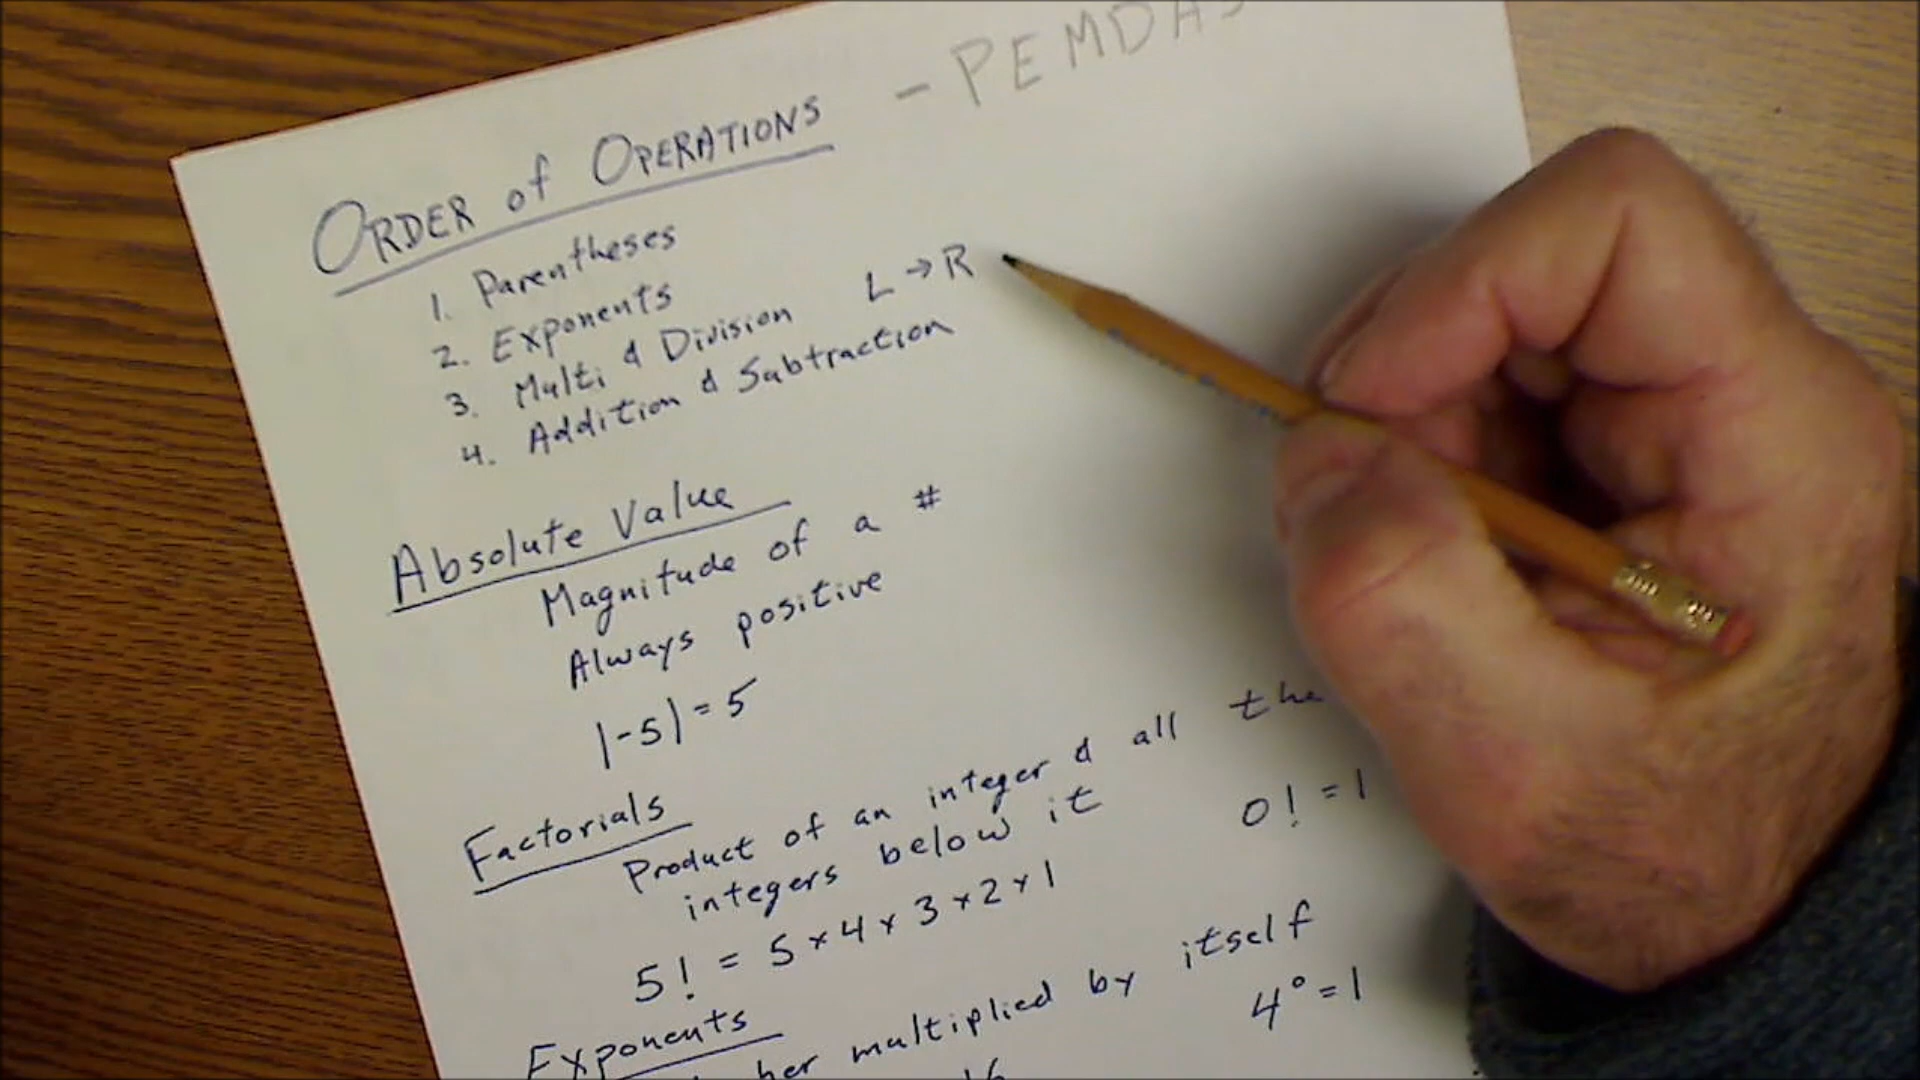 ORDER of OPERATIONS - PEMDAS
1. Parentheses
2. Exponents
3. Multi & Division L → R
4. Addition & Subtraction
Absolute Value
Magnitude of a #
Always positive
|-5| = 5
Factorials
Product of an integer & all the
integers below it 0! = 1
5! = 5 x 4 x 3 x 2 x 1
Exponents
multiplied by itself
4⁰ = 1